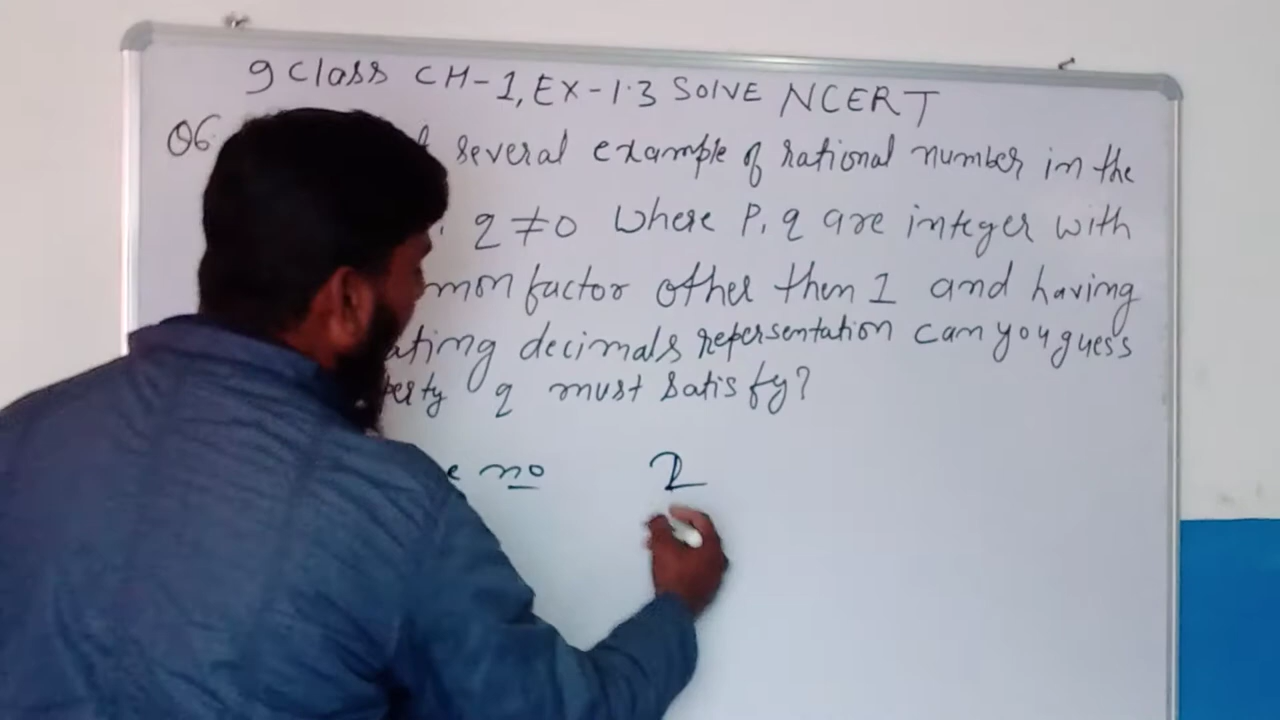 9 Class CH-1, EX-1.3 SOLVE NCERT
Q6. several example of rational number in the
q ≠ 0 Where P, q are integer with
mon factor other then 1 and having
ating decimals repersentation can you guess
perty q must satisfy?
no 2